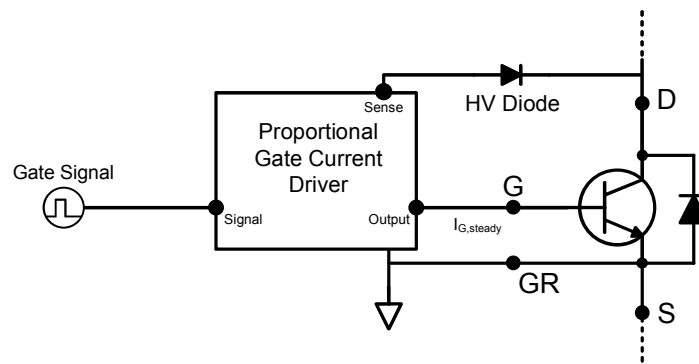 Sense
HV Diode
D
Proportional
Gate Current
Driver
Gate Signal
G
Signal
Output
I_G,steady
GR
S